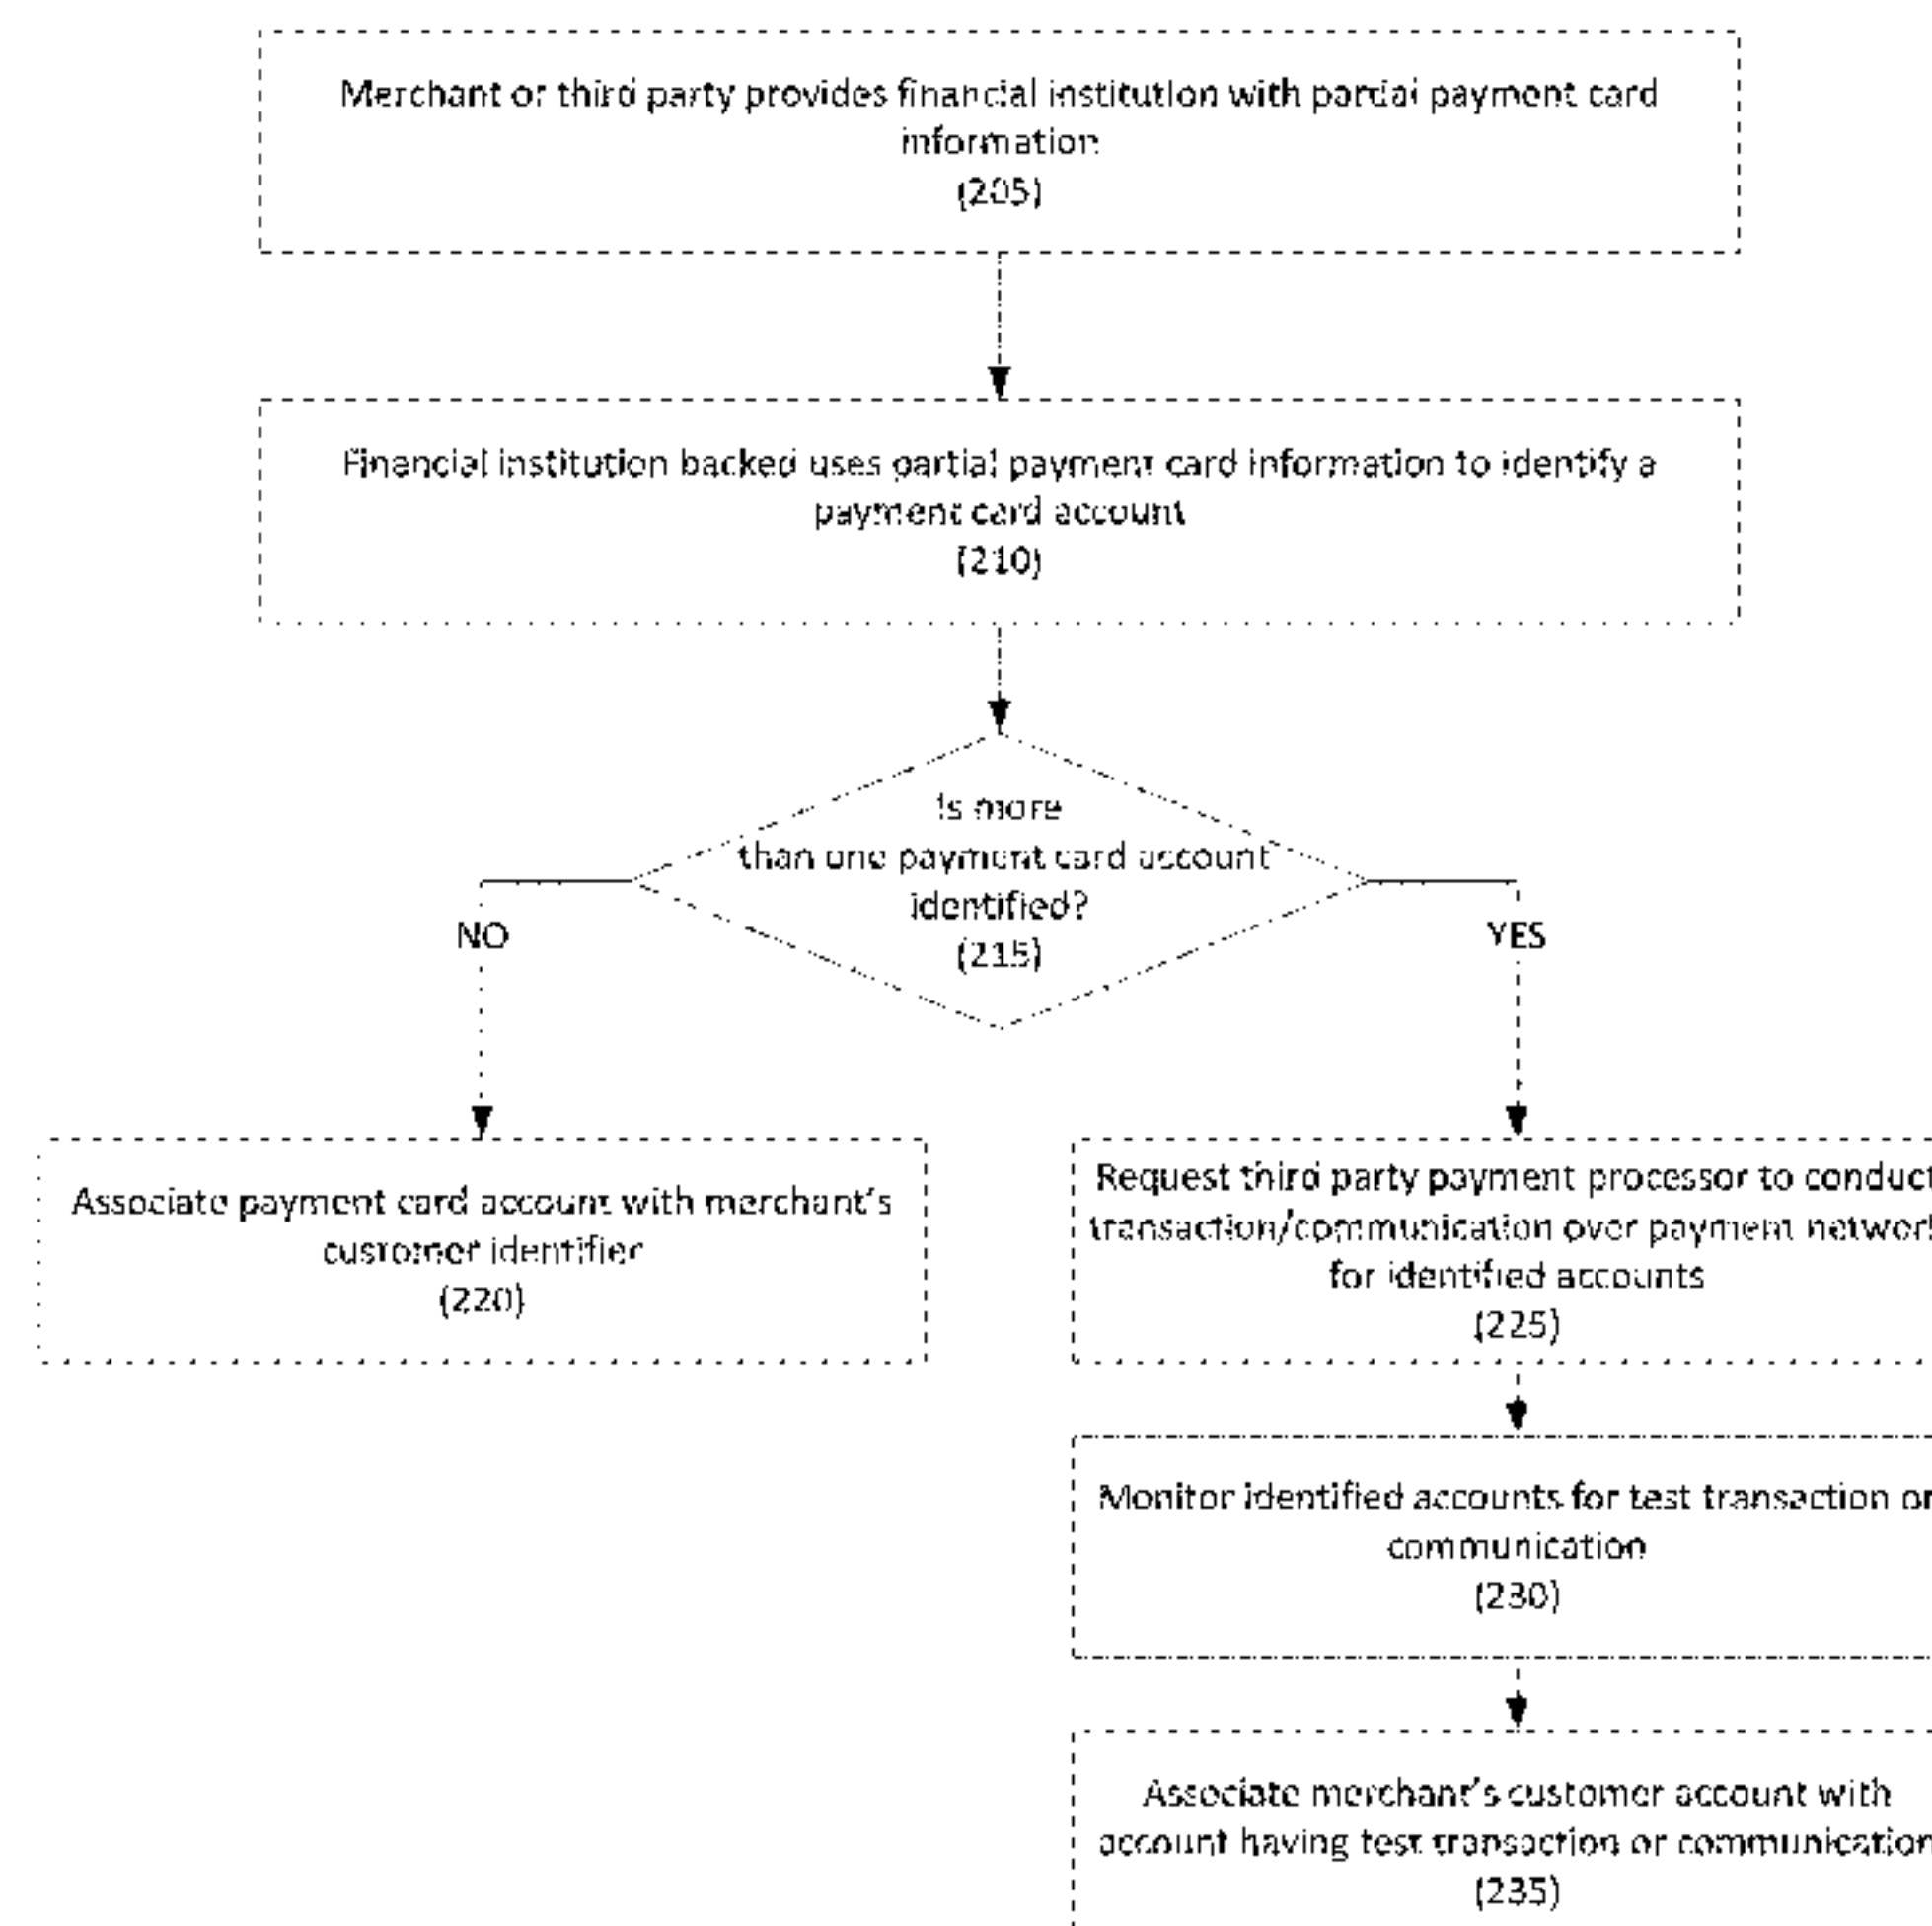 Merchant or third party provides financial institution with partial payment card
information
(205)
Financial institution backed uses partial payment card information to identify a
payment card account
(210)
Is more
than one payment card account
identified?
(215)
NO
YES
Associate payment card account with merchant's
customer identifier
(220)
Request third party payment processor to conduct
transaction/communication over payment network
for identified accounts
(225)
Monitor identified accounts for test transaction or
communication
(230)
Associate merchant's customer account with
account having test transaction or communication
(235)